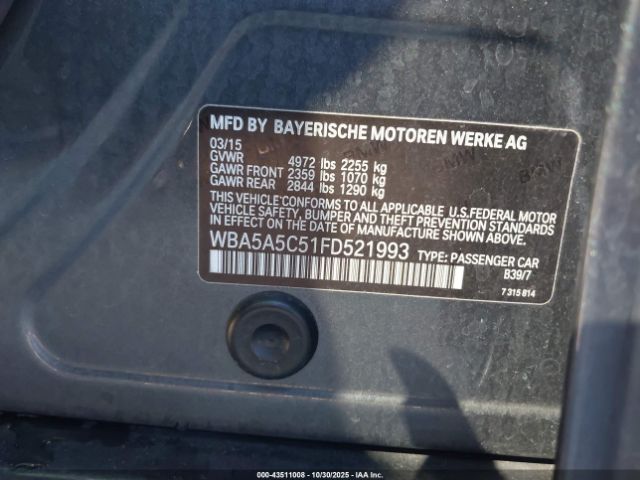 MFD BY BAYERISCHE MOTOREN WERKE AG
03/15
GVWR 4972 lbs 2255 kg
GAWR FRONT 2359 lbs 1070 kg
GAWR REAR 2844 lbs 1290 kg
THIS VEHICLE CONFORMS TO ALL APPLICABLE U.S.FEDERAL MOTOR
VEHICLE SAFETY, BUMPER AND THEFT PREVENTION STANDARDS
IN EFFECT ON THE DATE OF MANUFACTURE SHOWN ABOVE.
WBA5A5C51FD521993 TYPE: PASSENGER CAR
B39/7
7 315 814
000-43511008 | 10/30/2025 | IAA Inc.